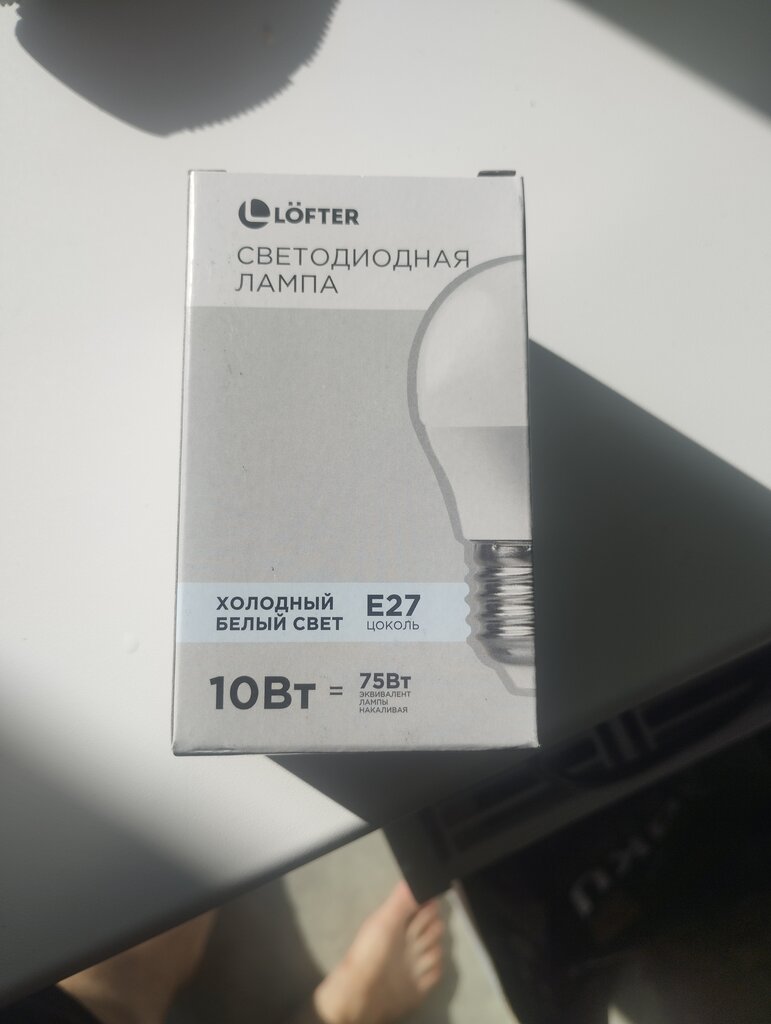 LÖFTER
СВЕТОДИОДНАЯ
ЛАМПА
ХОЛОДНЫЙ
БЕЛЫЙ СВЕТ
E27
ЦОКОЛЬ
10Вт = 75Вт
ЭКВИВАЛЕНТ
ЛАМПЫ
НАКАЛИВАЯ